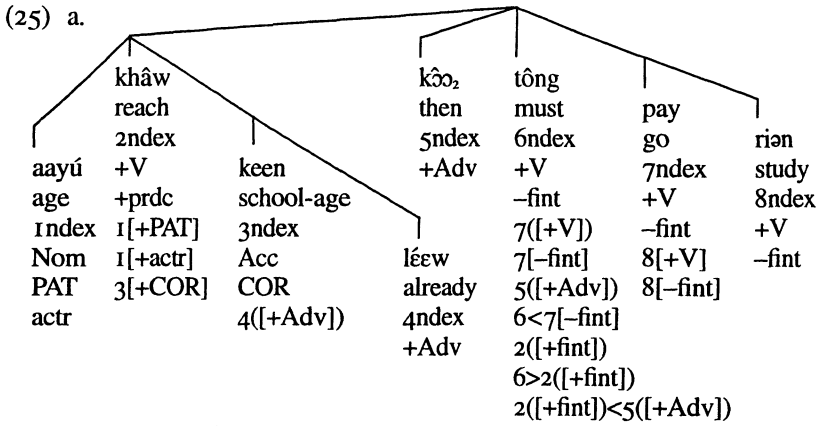 (25) a.
aayú
age
1ndex
Nom
PAT
actr
khâw
reach
2ndex
+V
+prdc
1[+PAT]
1[+actr]
3[+COR]
keen
school-age
3ndex
Acc
COR
4([+Adv])
lɛ́ɛw
already
4ndex
+Adv
kɔ̂ɔ₂
then
5ndex
+Adv
tông
must
6ndex
+V
–fint
7([+V])
7[–fint]
5([+Adv])
6<7[–fint]
2([+fint])
6>2([+fint])
2([+fint])<5([+Adv])
pay
go
7ndex
+V
–fint
8[+V]
8[–fint]
riən
study
8ndex
+V
–fint